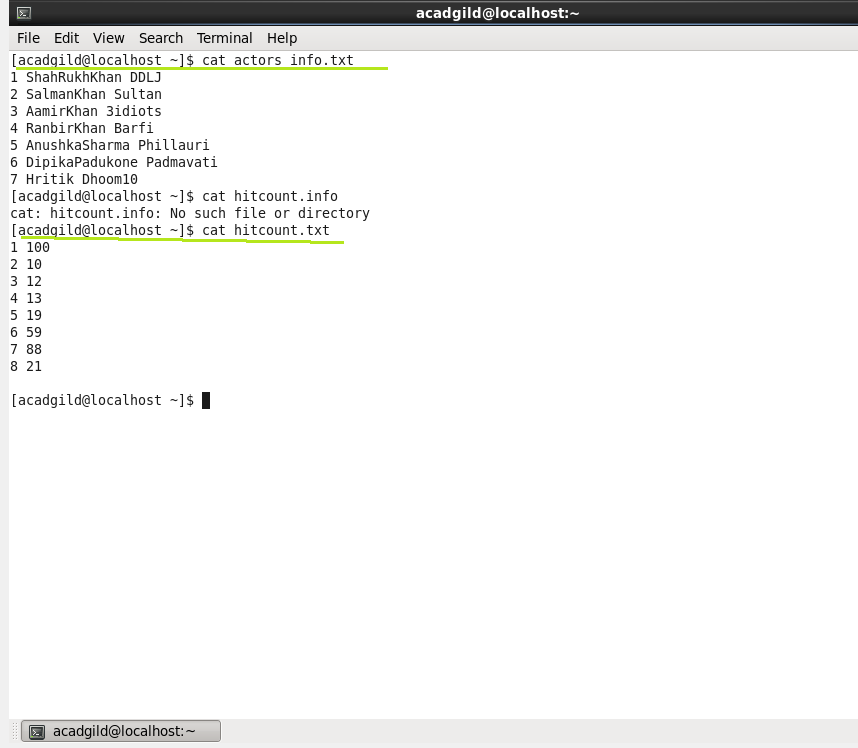 acadgild@localhost:~
File Edit View Search Terminal Help
[acadgild@localhost ~]$ cat actors info.txt
1 ShahRukhKhan DDLJ
2 SalmanKhan Sultan
3 AamirKhan 3idiots
4 RanbirKhan Barfi
5 AnushkaSharma Phillauri
6 DipikaPadukone Padmavati
7 Hritik Dhoom10
[acadgild@localhost ~]$ cat hitcount.info
cat: hitcount.info: No such file or directory
[acadgild@localhost ~]$ cat hitcount.txt
1 100
2 10
3 12
4 13
5 19
6 59
7 88
8 21
[acadgild@localhost ~]$
acadgild@localhost:~